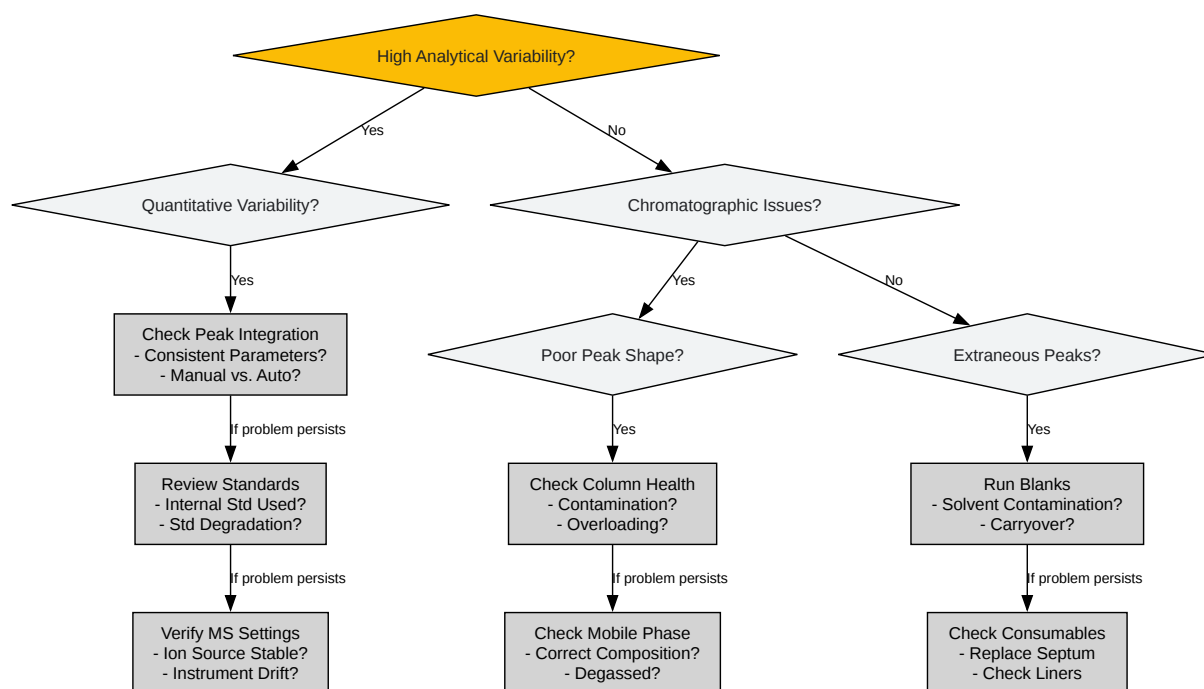 High Analytical Variability?
Yes
No
Quantitative Variability?
Chromatographic Issues?
Yes
Yes
No
Check Peak Integration
- Consistent Parameters?
- Manual vs. Auto?
Poor Peak Shape?
Extraneous Peaks?
If problem persists
Yes
Yes
Review Standards
- Internal Std Used?
- Std Degradation?
Check Column Health
- Contamination?
- Overloading?
Run Blanks
- Solvent Contamination?
- Carryover?
If problem persists
If problem persists
If problem persists
Verify MS Settings
- Ion Source Stable?
- Instrument Drift?
Check Mobile Phase
- Correct Composition?
- Degassed?
Check Consumables
- Replace Septum
- Check Liners